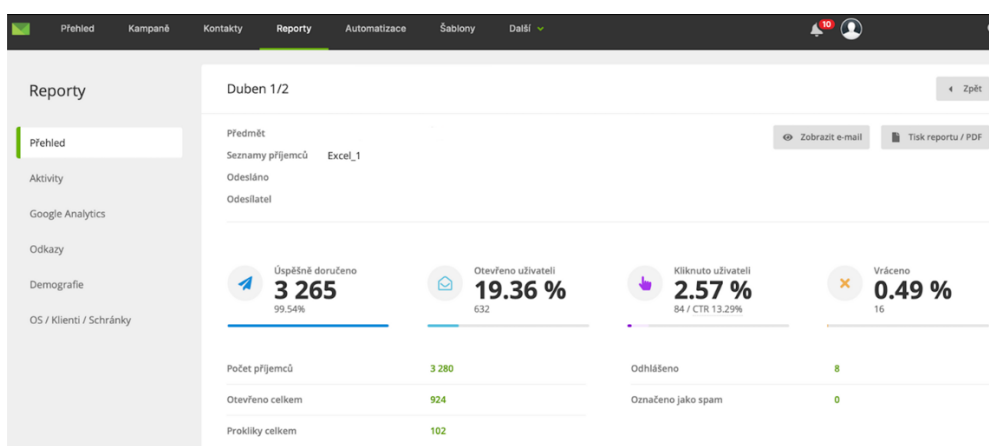 Přehled Kampaně Kontakty Reporty Automatizace Šablony Další 10
Reporty
Přehled
Aktivity
Google Analytics
Odkazy
Demografie
OS / Klienti / Schránky
Duben 1/2
Zpět
Předmět
Zobrazit e-mail Tisk reportu / PDF
Seznamy příjemců Excel_1
Odesláno
Odesílatel
Úspěšně doručeno
3 265
99.54%
Otevřeno uživateli
19.36 %
632
Kliknuto uživateli
2.57 %
84 / CTR 13.29%
Vráceno
0.49 %
16
Počet příjemců 3 280
Otevřeno celkem 924
Prokliky celkem 102
Odhlášeno 8
Označeno jako spam 0